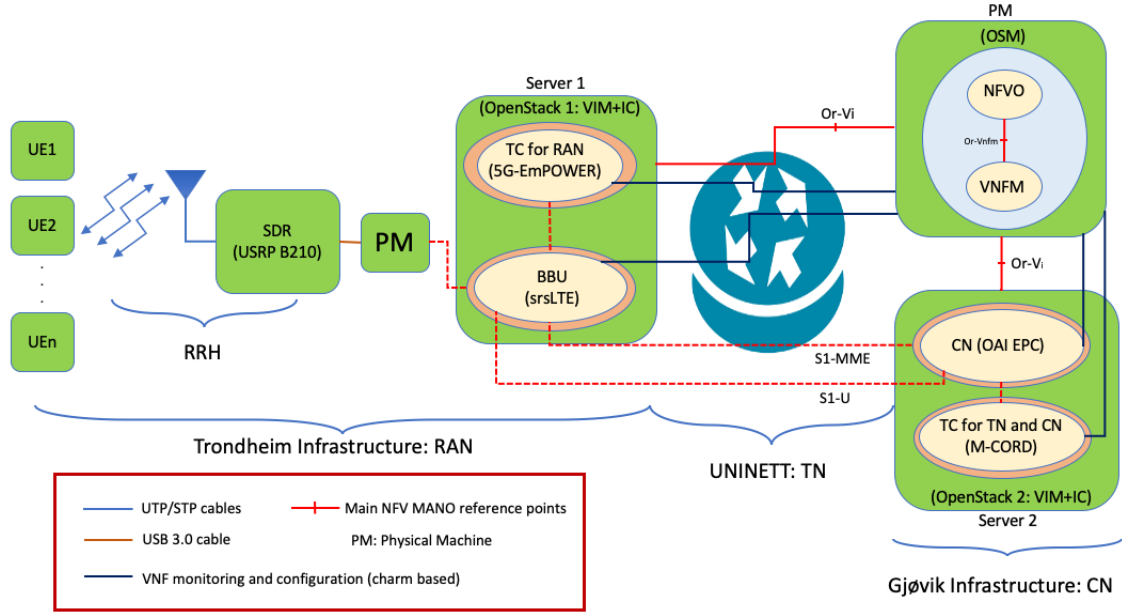 PM
(OSM)
NFVO
Or-Vnfm
VNFM
Server 1
(OpenStack 1: VIM+IC)
TC for RAN
(5G-EmPOWER)
BBU
(srsLTE)
Or-Vi
UE1
UE2
. . . . .
UEn
SDR
(USRP B210)
PM
RRH
Or-Vi
CN (OAI EPC)
S1-MME
S1-U
TC for TN and CN
(M-CORD)
(OpenStack 2: VIM+IC)
Server 2
Trondheim Infrastructure: RAN
UNINETT: TN
Gjøvik Infrastructure: CN
UTP/STP cables
Main NFV MANO reference points
USB 3.0 cable
PM: Physical Machine
VNF monitoring and configuration (charm based)